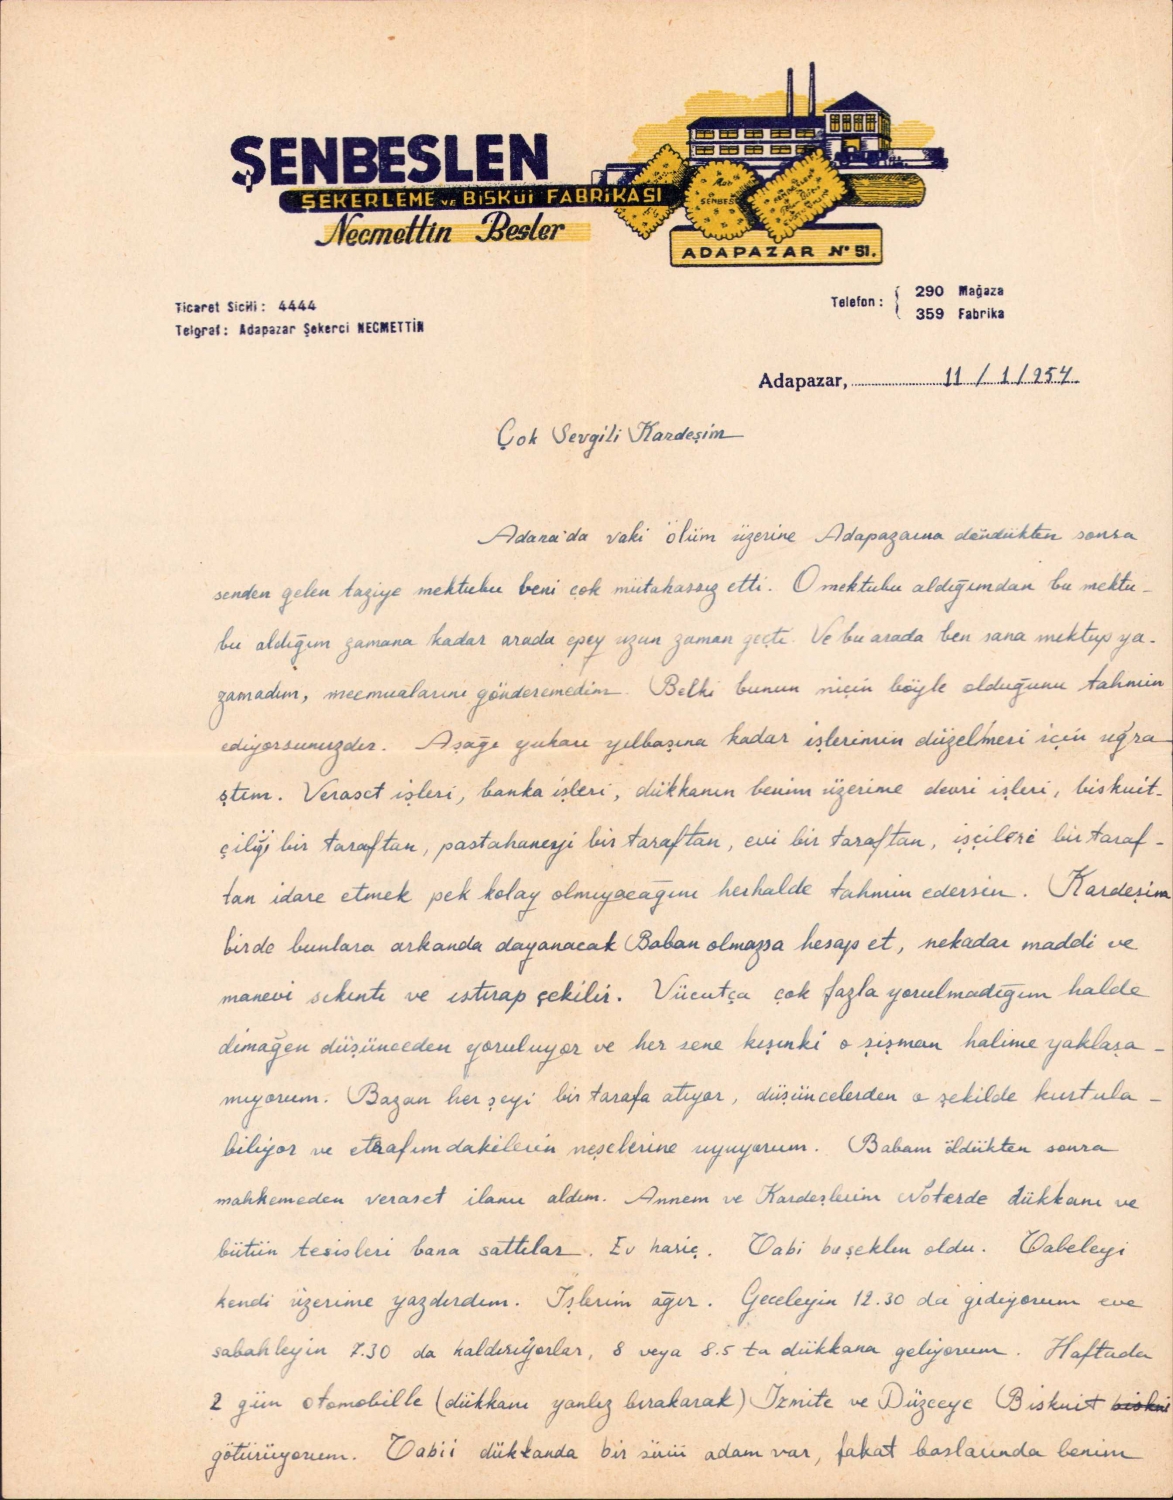 ŞENBESLEN
ŞEKERLEME VE BİSKÜİ FABRİKASI
Necmettin Besler
ADAPAZAR Nº 51.
Ticaret Sicili: 4444
Telgraf: Adapazar Şekerci NECMETTİN
Telefon: 290 Mağaza
359 Fabrika
Adapazar, 11/1/954
Çok Sevgili Kardeşim
Adana'da vaki ölüm üzerine Adapazarına döndükten sonra
senden gelen taziye mektubu beni çok mütahassız etti. O mektubu aldığımdan bu mektu-
bu aldığım zamana kadar arada epey uzun zaman geçti. Ve bu arada ben sana mektup ya-
zamadım, mecmualarını gönderemedim. Belki bunun niçin böyle olduğunu tahmin
ediyorsunuzdır. Aşağı yukarı yılbaşına kadar işlerimin düzelmesi için uğra-
ştım. Veraset işleri, banka işleri, dükkanın benim üzerime devri işleri, biskuit-
çiliği bir taraftan, pastahaneyi bir taraftan, evi bir taraftan, işçileri bir taraf-
tan idare etmek pek kolay olmıyacağını herhalde tahmin edersin. Kardeşim
birde bunlara arkanda dayanacak Baban olmazsa hesap et, nekadar maddi ve
manevi sıkıntı ve ıstırap çekilir. Vücutça çok fazla yorulmadığım halde
dimağen düşünceden yoruluyor ve her sene kışınki o şişman halime yaklaşa-
mıyorum. Bazan her şeyi bir tarafa atıyor, düşüncelerden o şekilde kurtula-
biliyor ve etrafımdakilerin neşelerine uyuyorum. Babam öldükten sonra
mahkemeden veraset ilanı aldım. Annem ve Kardeşlerim Noterde dükkanı ve
bütün tesisleri bana sattılar. Ev hariç. Tabi bu şeklen oldu. Tabeleyi
kendi üzerime yazdırdım. İşlerim ağır. Geceleyin 12.30 da gidiyorum eve
sabahleyin 7.30 da kaldırıyorlar, 8 veya 8.5 ta dükkana geliyorum. Haftada
2 gün otomobille (dükkanı yanlız bırakarak) İzmite ve Düzceye Biskuit
götürüyorum. Tabii dükkanda bir sürü adam var, fakat başlarında benim